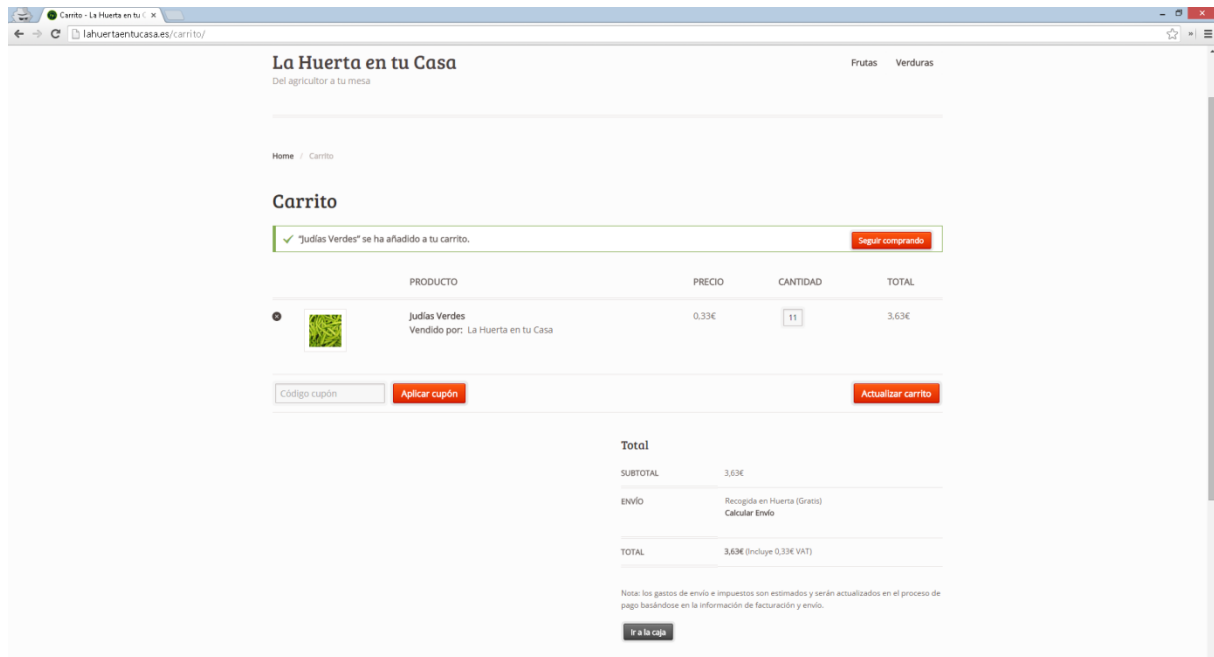 Carrito - La Huerta en tu C
lahuertaentucasa.es/carrito/
La Huerta en tu Casa
Del agricultor a tu mesa
Frutas Verduras
Home / Carrito
Carrito
"Judías Verdes" se ha añadido a tu carrito.
Seguir comprando
PRODUCTO PRECIO CANTIDAD TOTAL
Judías Verdes 0,33€ 11 3,63€
Vendido por: La Huerta en tu Casa
Código cupón Aplicar cupón Actualizar carrito
Total
SUBTOTAL 3,63€
ENVÍO Recogida en Huerta (Gratis)
Calcular Envío
TOTAL 3,63€ (Incluye 0,33€ VAT)
Nota: los gastos de envío e impuestos son estimados y serán actualizados en el proceso de
pago basándose en la información de facturación y envío.
Ir a la caja